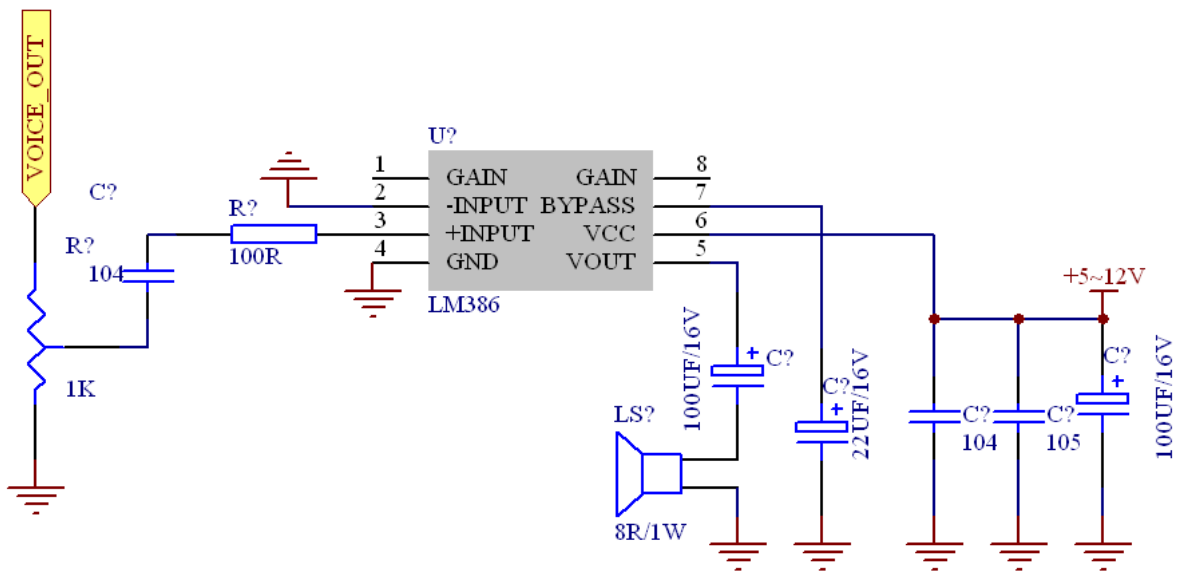 VOICE_OUT
C?
R?
104
1K
R?
100R
U?
1
2
3
4
GAIN
-INPUT
+INPUT
GND
GAIN
BYPASS
VCC
VOUT
8
7
6
5
LM386
100UF/16V
C?
LS?
8R/1W
C?
22UF/16V
+5~12V
C?
104
C?
105
C?
100UF/16V